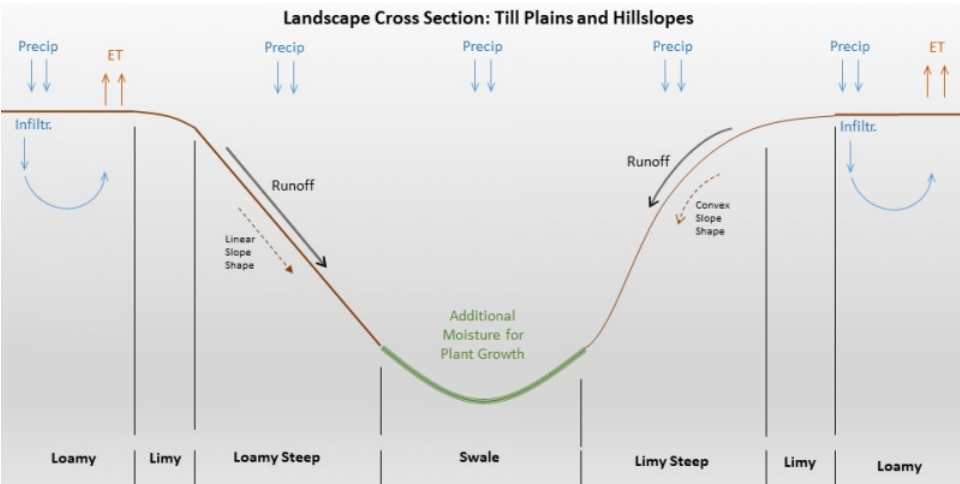 Landscape Cross Section: Till Plains and Hillslopes
Precip
ET
Precip
Precip
Precip
Precip
ET
Infiltr.
Infiltr.
Runoff
Runoff
Linear
Slope
Shape
Convex
Slope
Shape
Additional
Moisture for
Plant Growth
Loamy
Limy
Loamy Steep
Swale
Limy Steep
Limy
Loamy